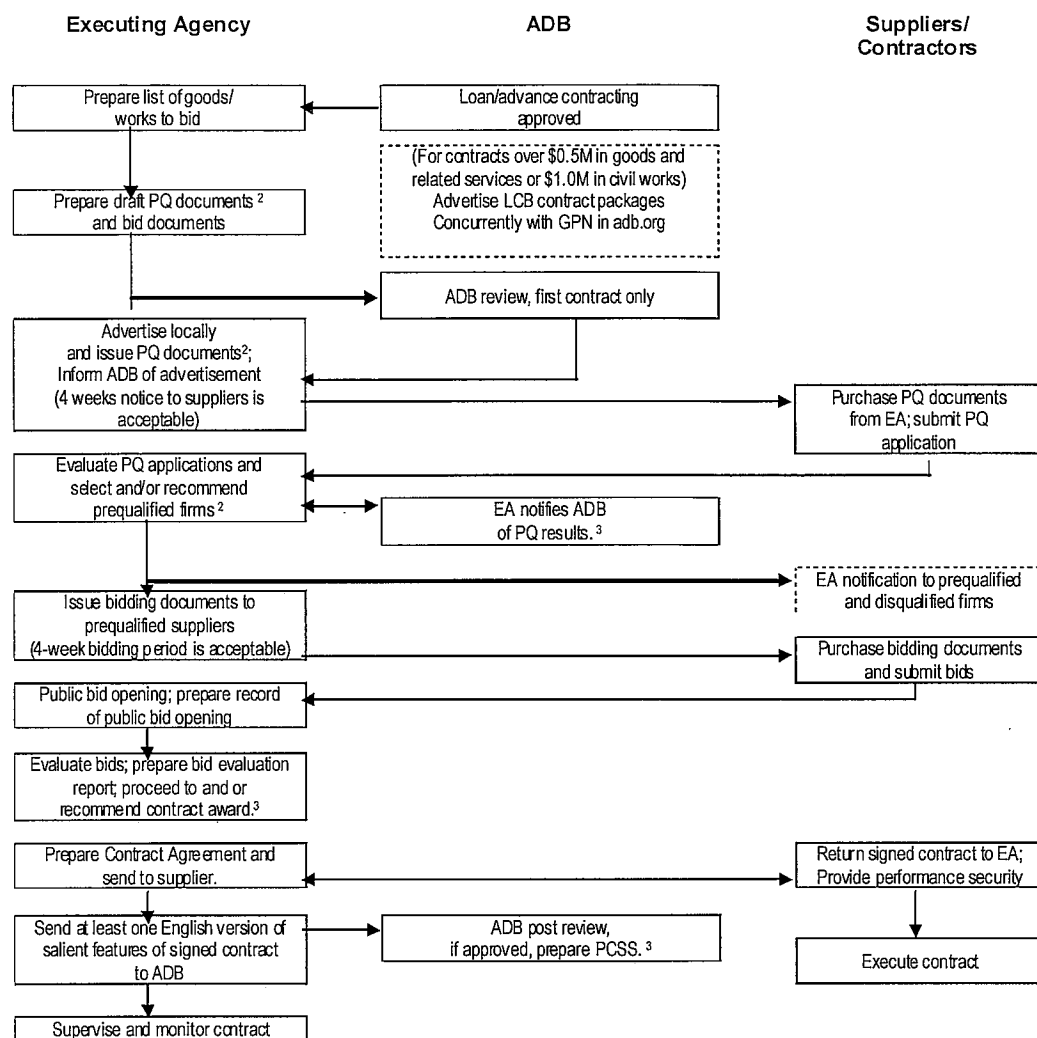 Executing Agency
ADB
Suppliers/
Contractors
Prepare list of goods/
works to bid
Loan/advance contracting
approved
(For contracts over $0.5M in goods and
related services or $1.0M in civil works)
Advertise LCB contract packages
Concurrently with GPN in adb.org
Prepare draft PQ documents ²
and bid documents
ADB review, first contract only
Advertise locally
and issue PQ documents²;
Inform ADB of advertisement
(4 weeks notice to suppliers is
acceptable)
Purchase PQ documents
from EA; submit PQ
application
Evaluate PQ applications and
select and/or recommend
prequalified firms ²
EA notifies ADB
of PQ results. ³
EA notification to prequalified
and disqualified firms
Issue bidding documents to
prequalified suppliers
(4-week bidding period is acceptable)
Purchase bidding documents
and submit bids
Public bid opening; prepare record
of public bid opening
Evaluate bids; prepare bid evaluation
report; proceed to and or
recommend contract award.³
Prepare Contract Agreement and
send to supplier.
Return signed contract to EA;
Provide performance security
Send at least one English version of
salient features of signed contract
to ADB
ADB post review,
if approved, prepare PCSS. ³
Execute contract
Supervise and monitor contract